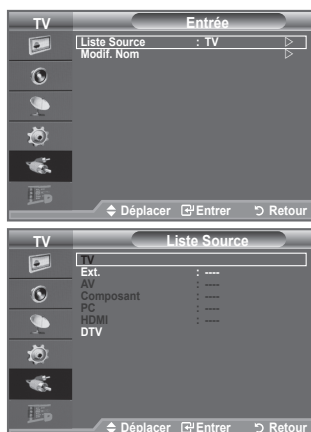 TV Entrée
Liste Source : TV
Modif. Nom
Déplacer Entrer Retour
TV Liste Source
TV
Ext. : ----
AV : ----
Composant : ----
PC : ----
HDMI : ----
DTV
Déplacer Entrer Retour